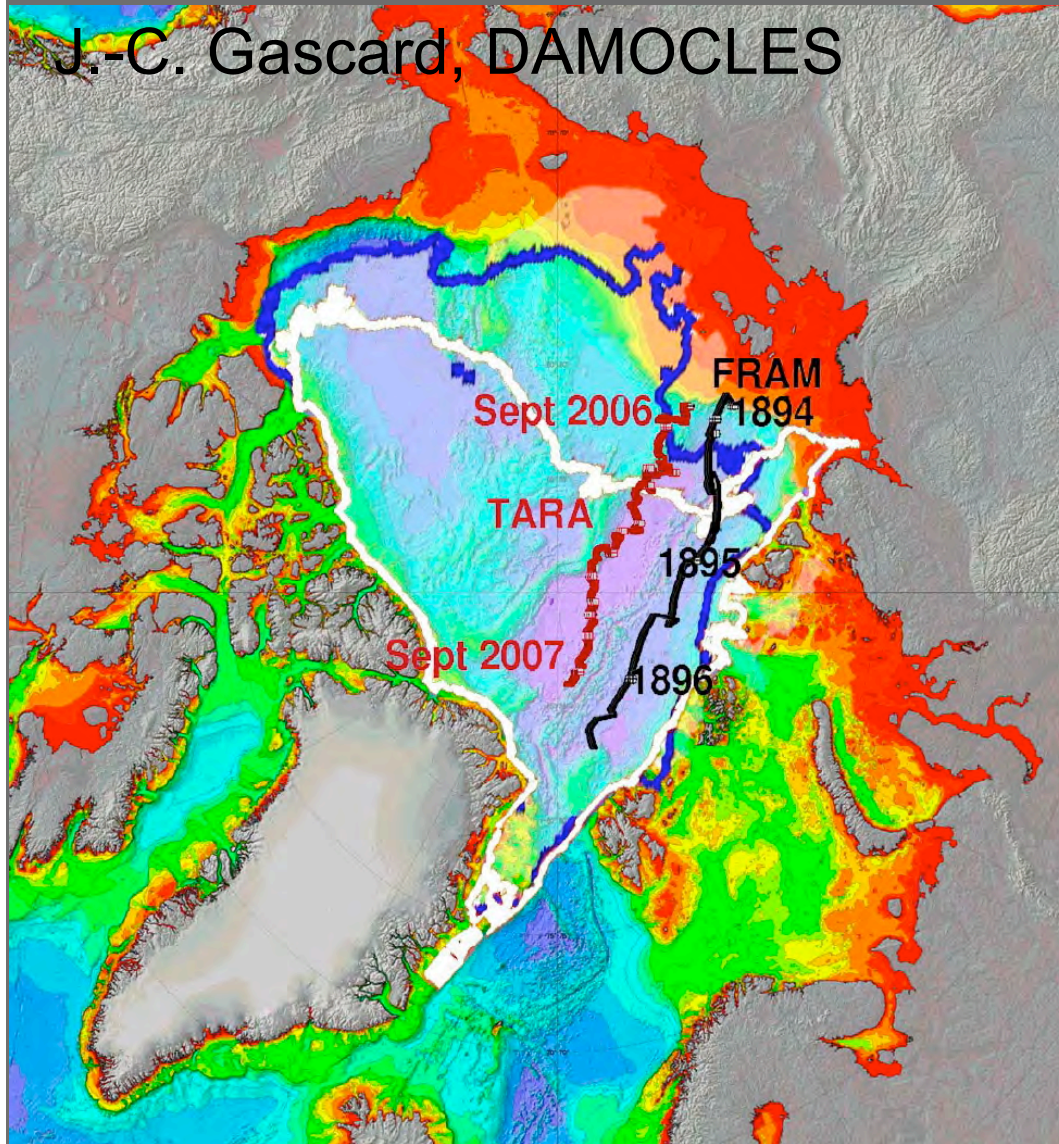 J.-C. Gascard, DAMOCLES
FRAM
1894
Sept 2006
TARA
1895
Sept 2007
1896